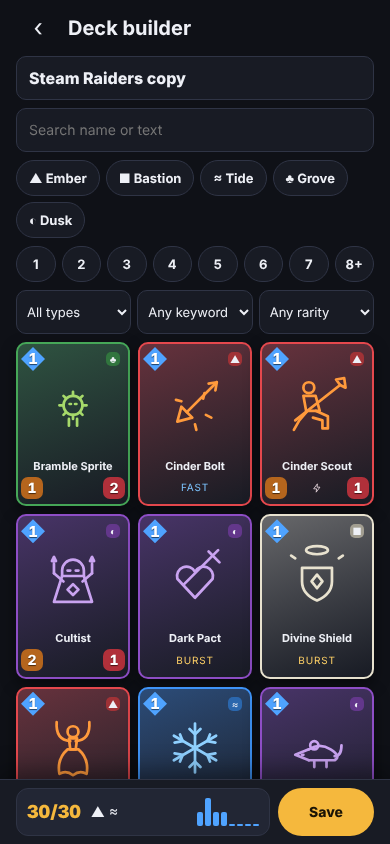 Deck builder
Steam Raiders copy
Search name or text
Ember Bastion Tide Grove
Dusk
1 2 3 4 5 6 7 8+
All types Any keyword Any rarity
1 1 1
Bramble Sprite Cinder Bolt Cinder Scout
1 2 FAST 1 1
1 1 1
Cultist Dark Pact Divine Shield
2 1 BURST BURST
1 1 1
30/30 Save